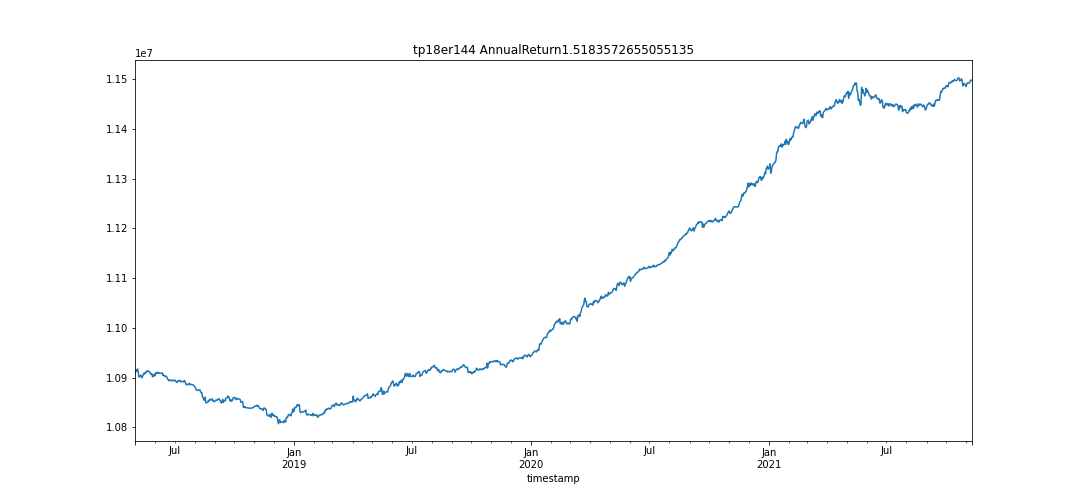 tp18er144 AnnualReturn1.5183572655055135
1e7
1.15
1.14
1.13
1.12
1.11
1.10
1.09
1.08
Jul Jan Jul Jan Jul Jan Jul
2019 2020 2021
timestamp